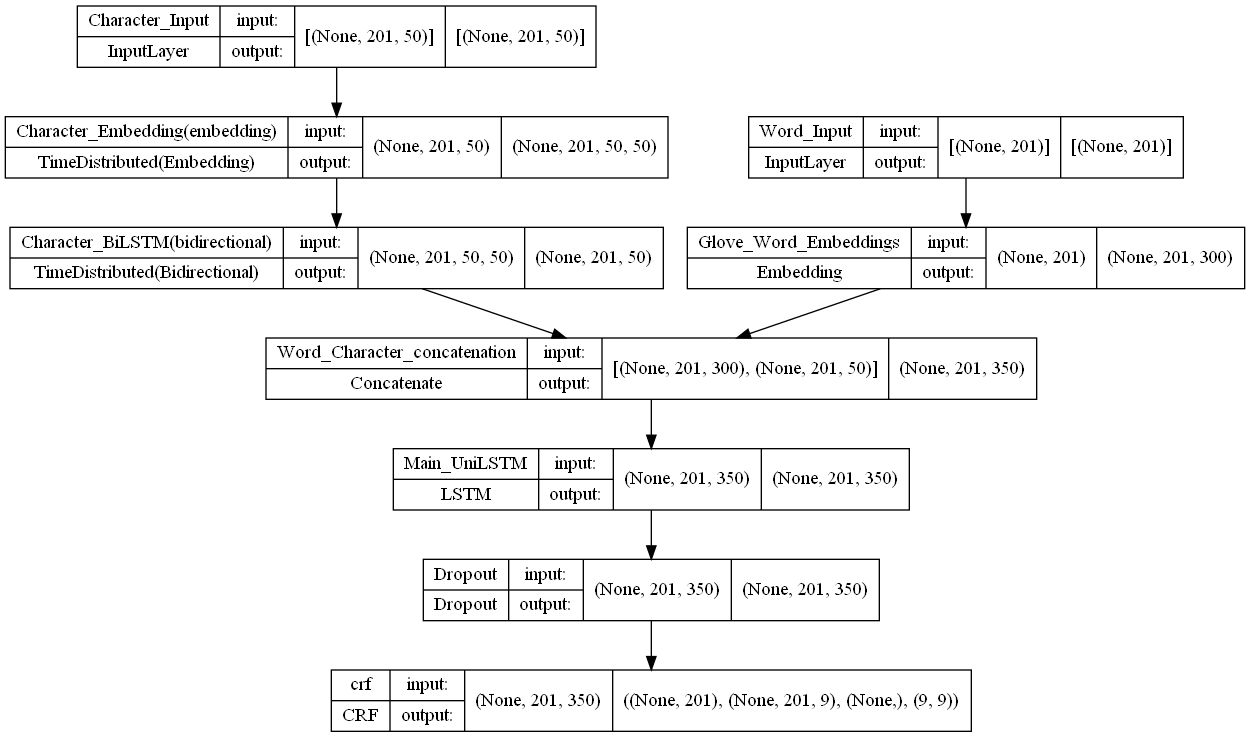 Character_Input input: [(None, 201, 50)] [(None, 201, 50)]
InputLayer output:
Character_Embedding(embedding) input: (None, 201, 50) (None, 201, 50, 50)
TimeDistributed(Embedding) output:
Word_Input input: [(None, 201)] [(None, 201)]
InputLayer output:
Character_BiLSTM(bidirectional) input: (None, 201, 50, 50) (None, 201, 50)
TimeDistributed(Bidirectional) output:
Glove_Word_Embeddings input: (None, 201) (None, 201, 300)
Embedding output:
Word_Character_concatenation input: [(None, 201, 300), (None, 201, 50)] (None, 201, 350)
Concatenate output:
Main_UniLSTM input: (None, 201, 350) (None, 201, 350)
LSTM output:
Dropout input: (None, 201, 350) (None, 201, 350)
Dropout output:
crf input: (None, 201, 350) ((None, 201), (None, 201, 9), (None,), (9, 9))
CRF output: